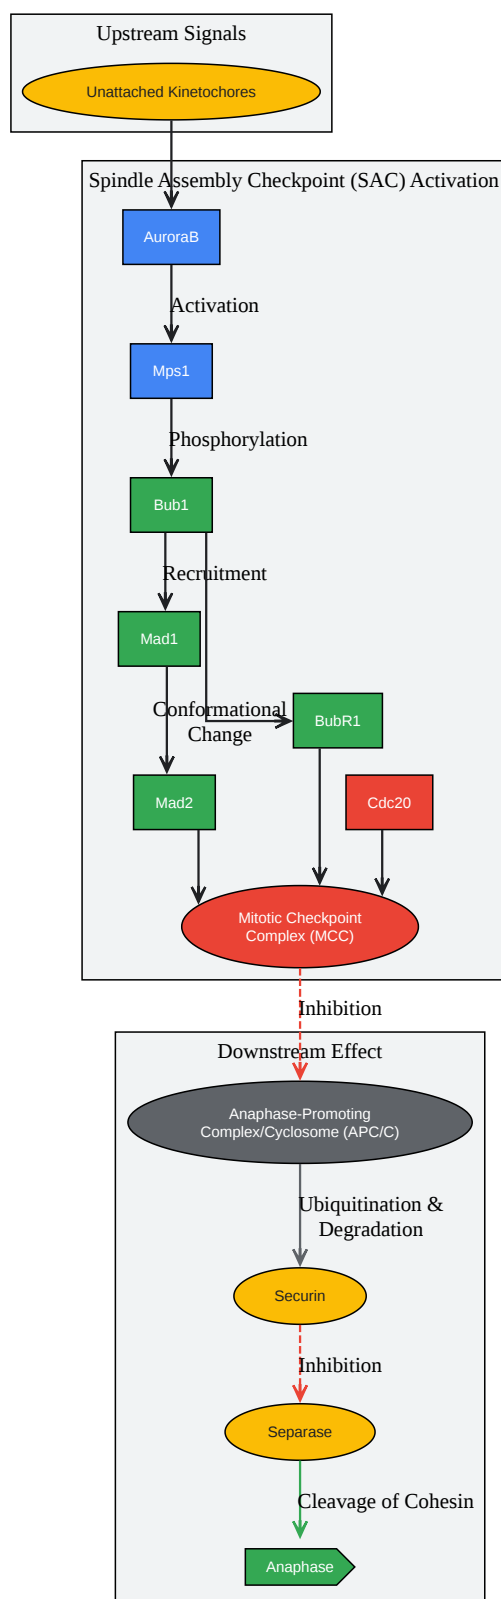 Upstream Signals
Unattached Kinetochores
Spindle Assembly Checkpoint (SAC) Activation
AuroraB
Activation
Mps1
Phosphorylation
Bub1
Recruitment
Mad1
Conformational
Change
BubR1
Mad2
Cdc20
Mitotic Checkpoint
Complex (MCC)
Inhibition
Downstream Effect
Anaphase-Promoting
Complex/Cyclosome (APC/C)
Ubiquitination &
Degradation
Securin
Inhibition
Separase
Cleavage of Cohesin
Anaphase